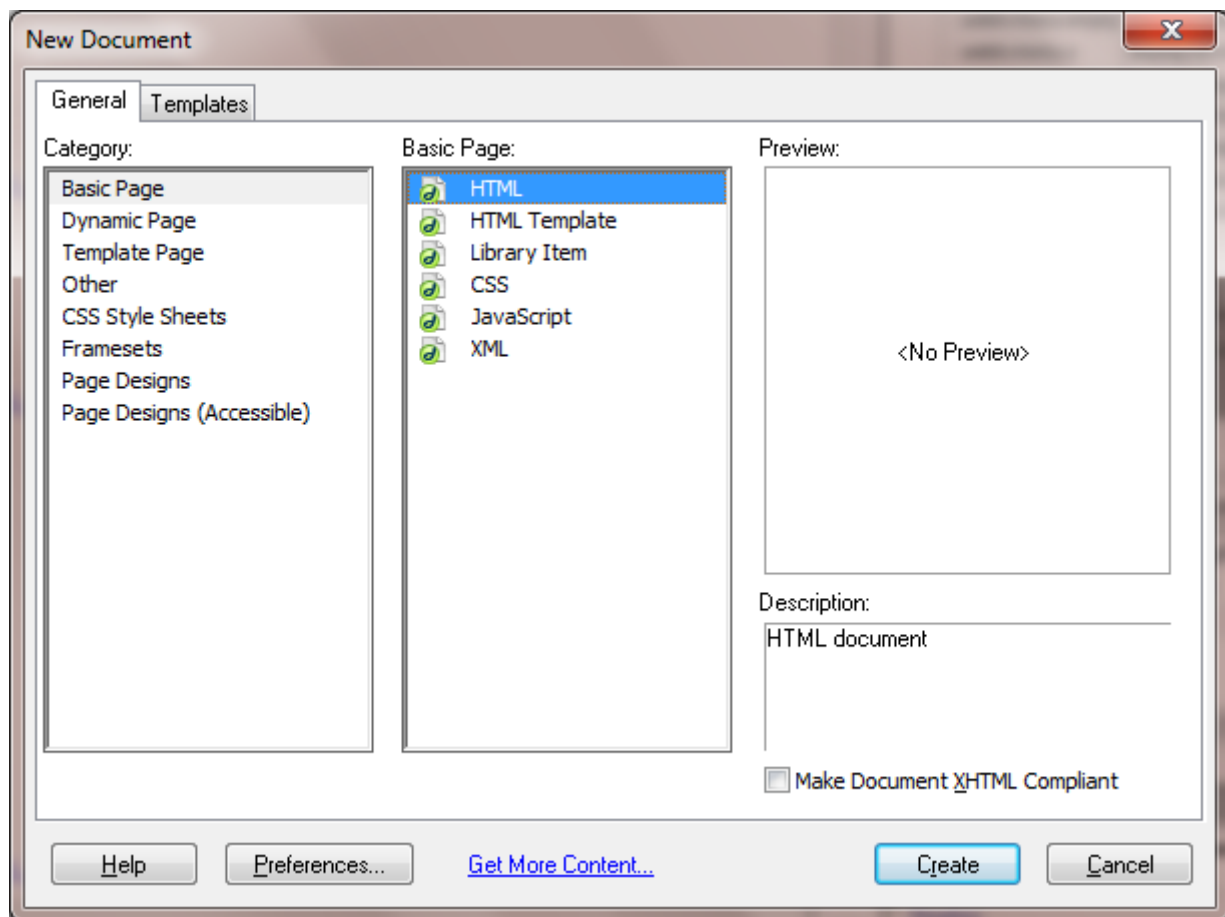 New Document
General
Templates
Category:
Basic Page
Dynamic Page
Template Page
Other
CSS Style Sheets
Framesets
Page Designs
Page Designs (Accessible)
Basic Page:
HTML
HTML Template
Library Item
CSS
JavaScript
XML
Preview:
<No Preview>
Description:
HTML document
Make Document XHTML Compliant
Help
Preferences...
Get More Content...
Create
Cancel